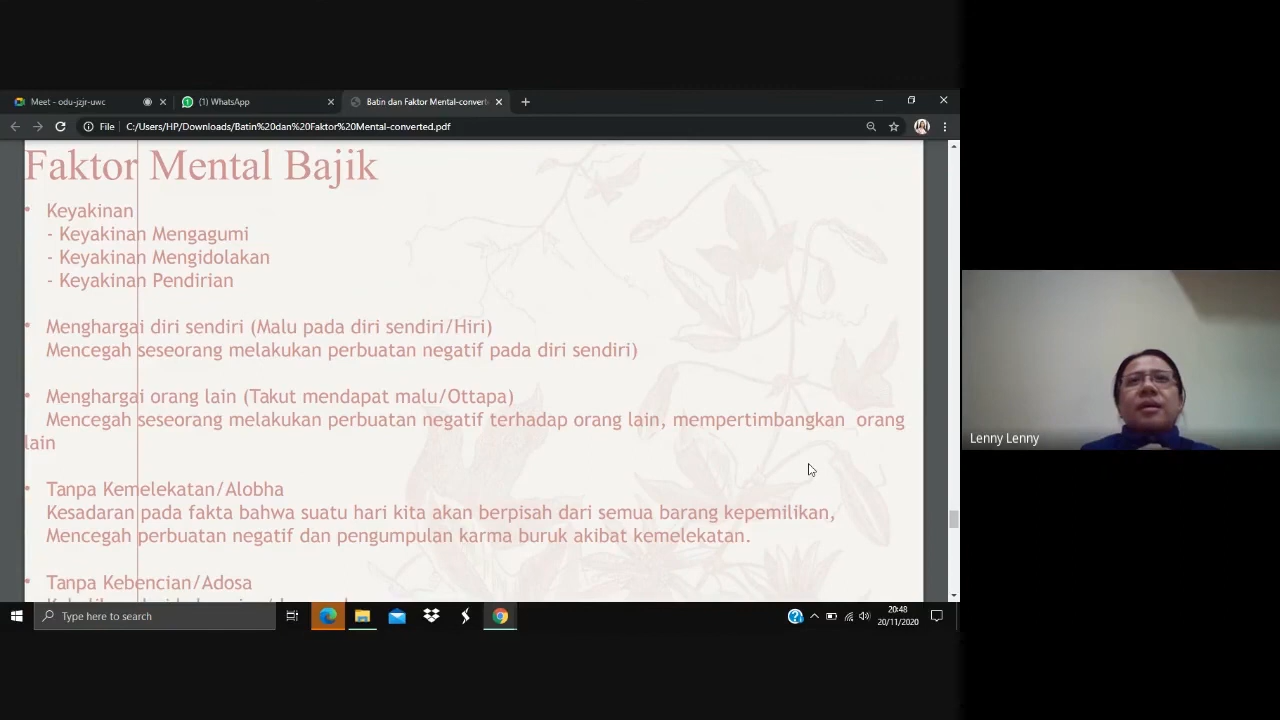 Meet - odu-jzjr-uwc
(1) WhatsApp
Batin dan Faktor Mental-convert
File
C:/Users/HP/Downloads/Batin%20dan%20Faktor%20Mental-converted.pdf
Faktor Mental Bajik
• Keyakinan
- Keyakinan Mengagumi
- Keyakinan Mengidolakan
- Keyakinan Pendirian
• Menghargai diri sendiri (Malu pada diri sendiri/Hiri)
Mencegah seseorang melakukan perbuatan negatif pada diri sendiri)
• Menghargai orang lain (Takut mendapat malu/Ottapa)
Mencegah seseorang melakukan perbuatan negatif terhadap orang lain, mempertimbangkan orang
lain
• Tanpa Kemelekatan/Alobha
Kesadaran pada fakta bahwa suatu hari kita akan berpisah dari semua barang kepemilikan,
Mencegah perbuatan negatif dan pengumpulan karma buruk akibat kemelekatan.
• Tanpa Kebencian/Adosa
Lenny Lenny
Type here to search
20:48
20/11/2020